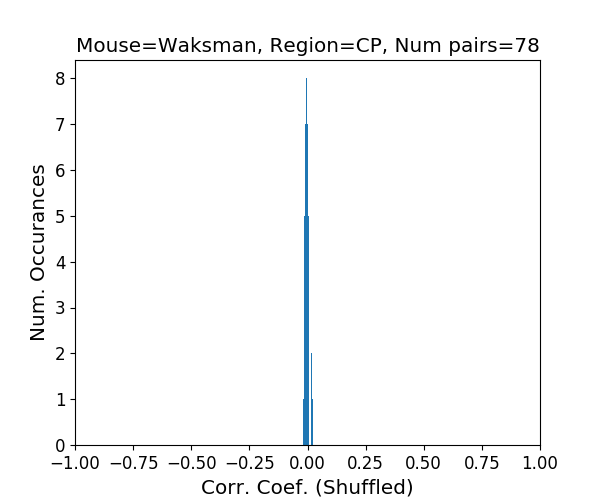 Mouse=Waksman, Region=CP, Num pairs=78
8
7
6
5
4
3
2
1
0
Num. Occurances
−1.00 −0.75 −0.50 −0.25 0.00 0.25 0.50 0.75 1.00
Corr. Coef. (Shuffled)